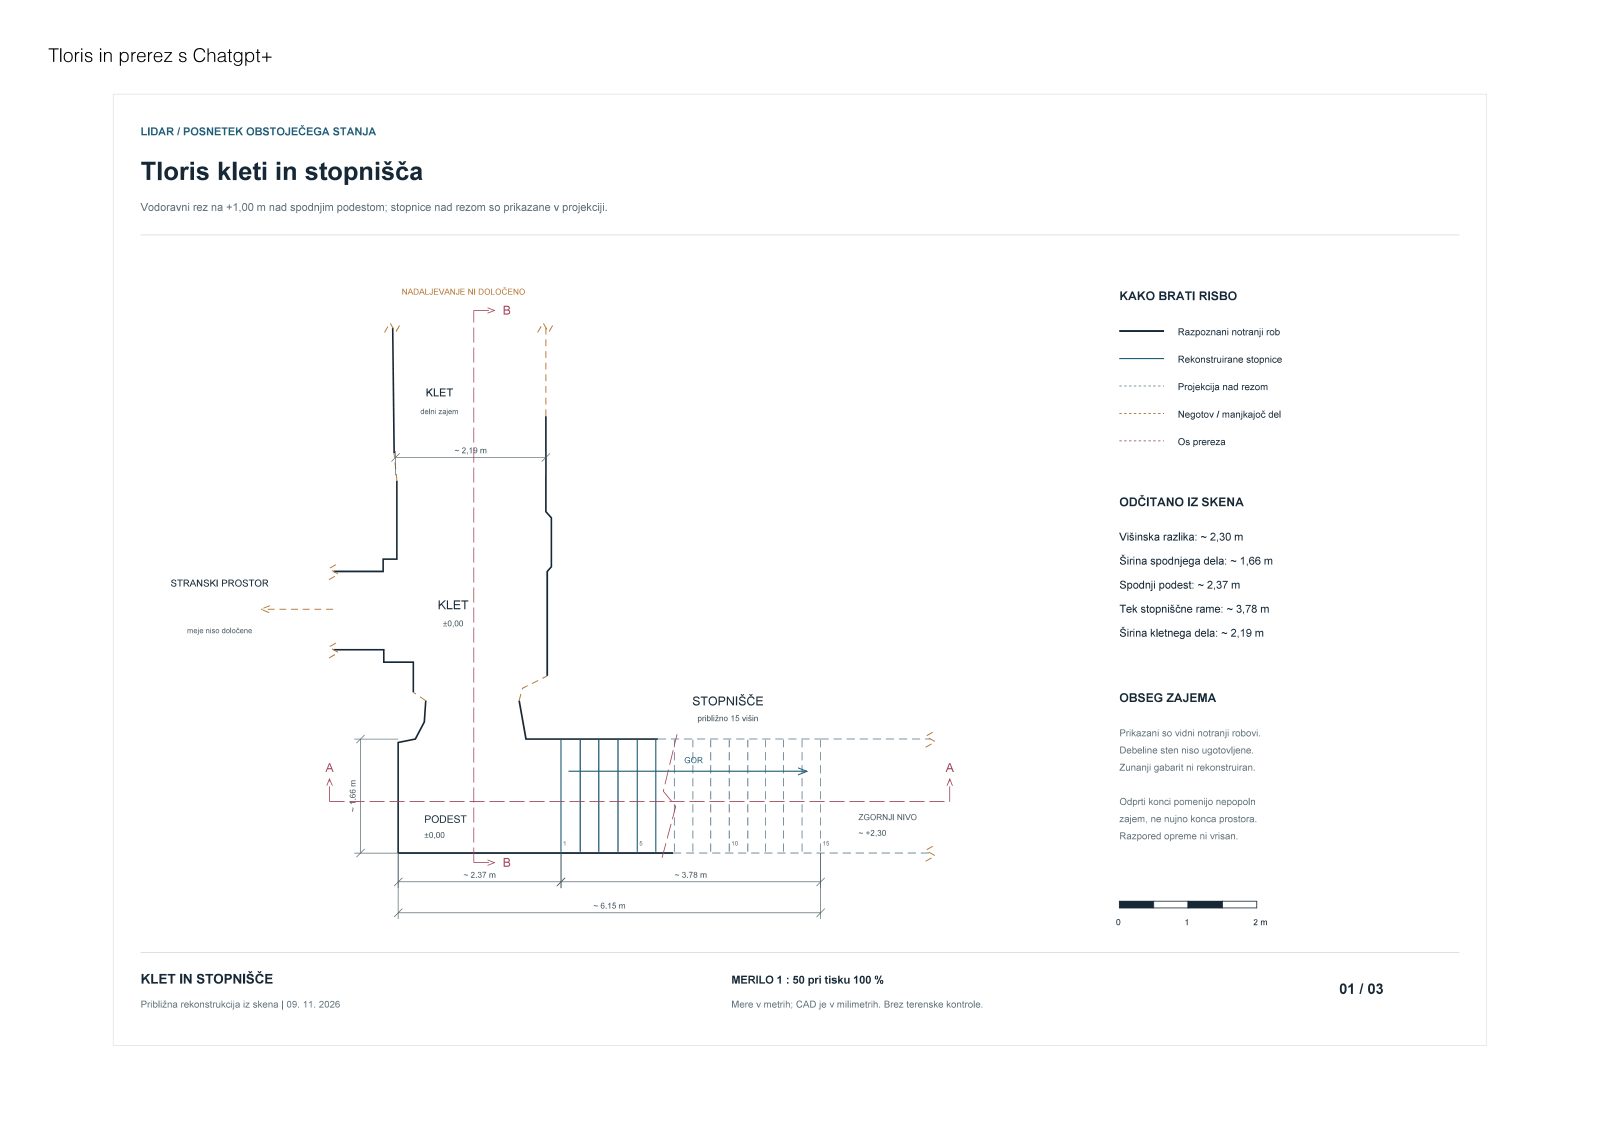 Tloris in prerez s Chatgpt+
LIDAR / POSNETEK OBSTOJEČEGA STANJA
Tloris kleti in stopnišča
Vodoravni rez na +1,00 m nad spodnjim podestom; stopnice nad rezom so prikazane v projekciji.
NADALJEVANJE NI DOLOČENO
B
KLET
delni zajem
~ 2,19 m
STRANSKI PROSTOR
meje niso določene
KLET
±0,00
STOPNIŠČE
približno 15 višin
GOR
A
A
~ 1,66 m
PODEST
±0,00
ZGORNJI NIVO
~ +2,30
1
5
10
15
B
~ 2.37 m
~ 3.78 m
~ 6.15 m
KAKO BRATI RISBO
Razpoznani notranji rob
Rekonstruirane stopnice
Projekcija nad rezom
Negotov / manjkajoč del
Os prereza
ODČITANO IZ SKENA
Višinska razlika: ~ 2,30 m
Širina spodnjega dela: ~ 1,66 m
Spodnji podest: ~ 2,37 m
Tek stopniščne rame: ~ 3,78 m
Širina kletnega dela: ~ 2,19 m
OBSEG ZAJEMA
Prikazani so vidni notranji robovi.
Debeline sten niso ugotovljene.
Zunanji gabarit ni rekonstruiran.
Odprti konci pomenijo nepopoln
zajem, ne nujno konca prostora.
Razpored opreme ni vrisan.
0 1 2 m
KLET IN STOPNIŠČE
Približna rekonstrukcija iz skena | 09. 11. 2026
MERILO 1 : 50 pri tisku 100 %
Mere v metrih; CAD je v milimetrih. Brez terenske kontrole.
01 / 03